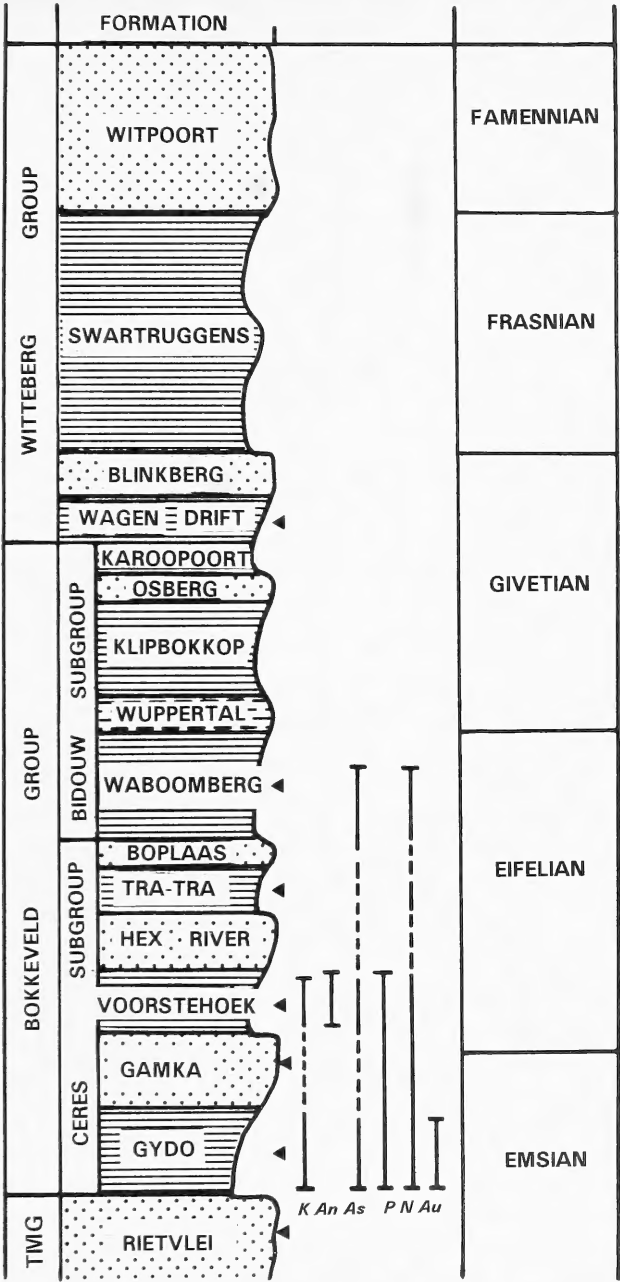 FORMATION
WITTEBERG GROUP
WITPOORT
FAMENNIAN
SWARTRUGGENS
FRASNIAN
BLINKBERG
WAGEN DRIFT
GIVETIAN
BOKKEVELD GROUP
BIDOUW SUBGROUP
KAROOPOORT
OSBERG
KLIPBOKKOP
WUPPERTAL
WABOOMBERG
EIFELIAN
CERES SUBGROUP
BOPLAAS
TRA-TRA
HEX RIVER
VOORSTEHOEK
GAMKA
GYDO
EMSIAN
K An As P N Au
TMG
RIETVLEI